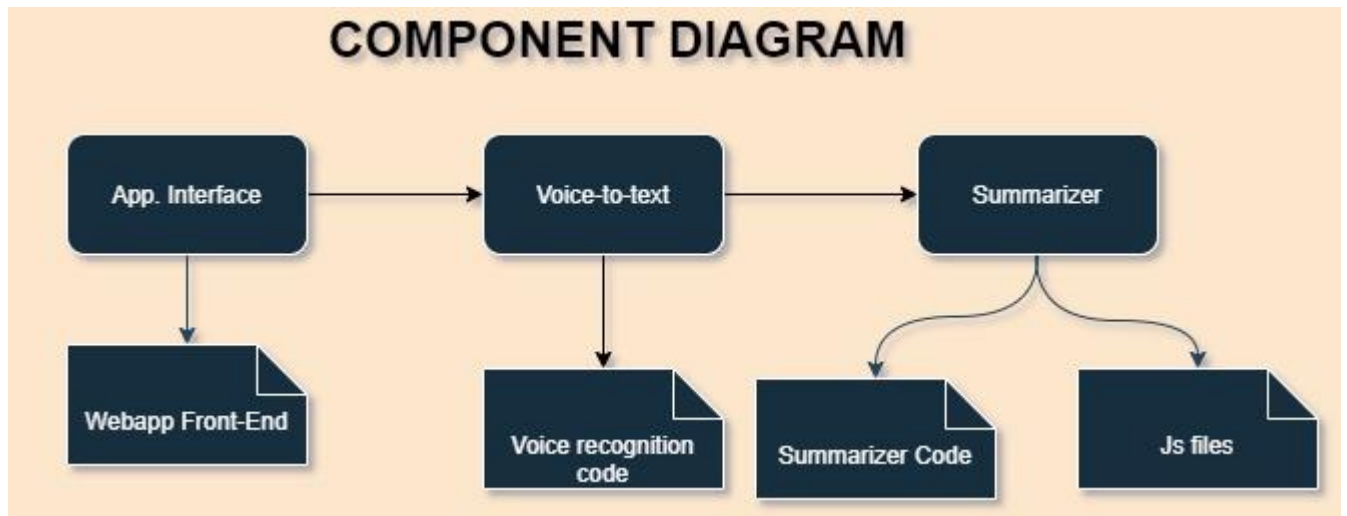 COMPONENT DIAGRAM
App. Interface
Voice-to-text
Summarizer
Webapp Front-End
Voice recognition
code
Summarizer Code
Js files